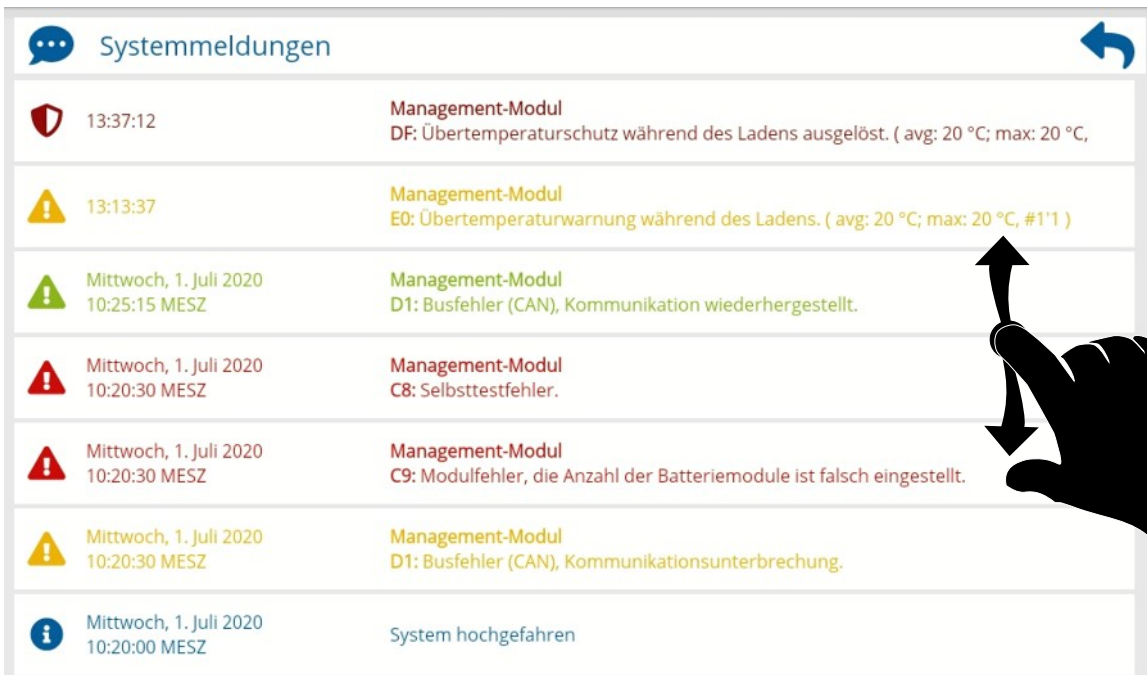 Systemmeldungen
13:37:12
Management-Modul
DF: Übertemperaturschutz während des Ladens ausgelöst. ( avg: 20 °C; max: 20 °C,
13:13:37
Management-Modul
E0: Übertemperaturwarnung während des Ladens. ( avg: 20 °C; max: 20 °C, #1'1 )
Mittwoch, 1. Juli 2020
10:25:15 MESZ
Management-Modul
D1: Busfehler (CAN), Kommunikation wiederhergestellt.
Mittwoch, 1. Juli 2020
10:20:30 MESZ
Management-Modul
C8: Selbsttestfehler.
Mittwoch, 1. Juli 2020
10:20:30 MESZ
Management-Modul
C9: Modulfehler, die Anzahl der Batteriemodule ist falsch eingestellt.
Mittwoch, 1. Juli 2020
10:20:30 MESZ
Management-Modul
D1: Busfehler (CAN), Kommunikationsunterbrechung.
Mittwoch, 1. Juli 2020
10:20:00 MESZ
System hochgefahren